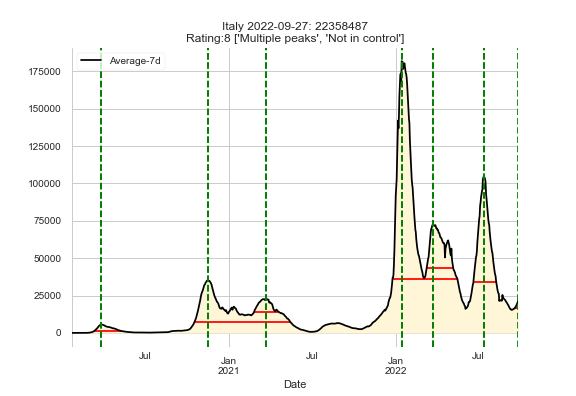 Italy 2022-09-27: 22358487
Rating:8 ['Multiple peaks', 'Not in control']
Average-7d
175000
150000
125000
100000
75000
50000
25000
0
Jul
Jan
2021
Jul
Jan
2022
Jul
Date